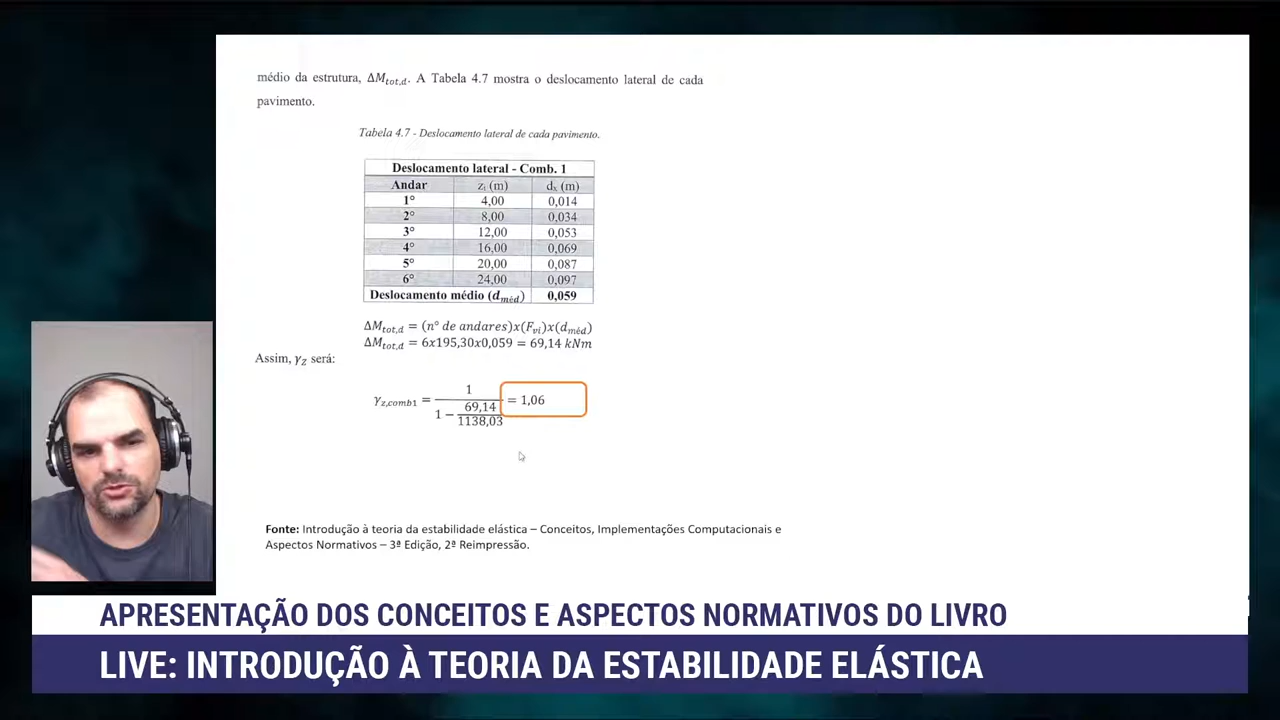 médio da estrutura, ΔM_tot,d. A Tabela 4.7 mostra o deslocamento lateral de cada
pavimento.
Tabela 4.7 - Deslocamento lateral de cada pavimento.
Deslocamento lateral - Comb. 1
Andar z_i (m) d_x (m)
1° 4,00 0,014
2° 8,00 0,034
3° 12,00 0,053
4° 16,00 0,069
5° 20,00 0,087
6° 24,00 0,097
Deslocamento médio (d_méd) 0,059
ΔM_tot,d = (n° de andares)x(F_vi)x(d_méd)
ΔM_tot,d = 6x195,30x0,059 = 69,14 kNm
Assim, γ_z será:
γ_z,comb1 = 1 / (1 − 69,14/1138,03) = 1,06
Fonte: Introdução à teoria da estabilidade elástica – Conceitos, Implementações Computacionais e
Aspectos Normativos – 3ª Edição, 2ª Reimpressão.
APRESENTAÇÃO DOS CONCEITOS E ASPECTOS NORMATIVOS DO LIVRO
LIVE: INTRODUÇÃO À TEORIA DA ESTABILIDADE ELÁSTICA